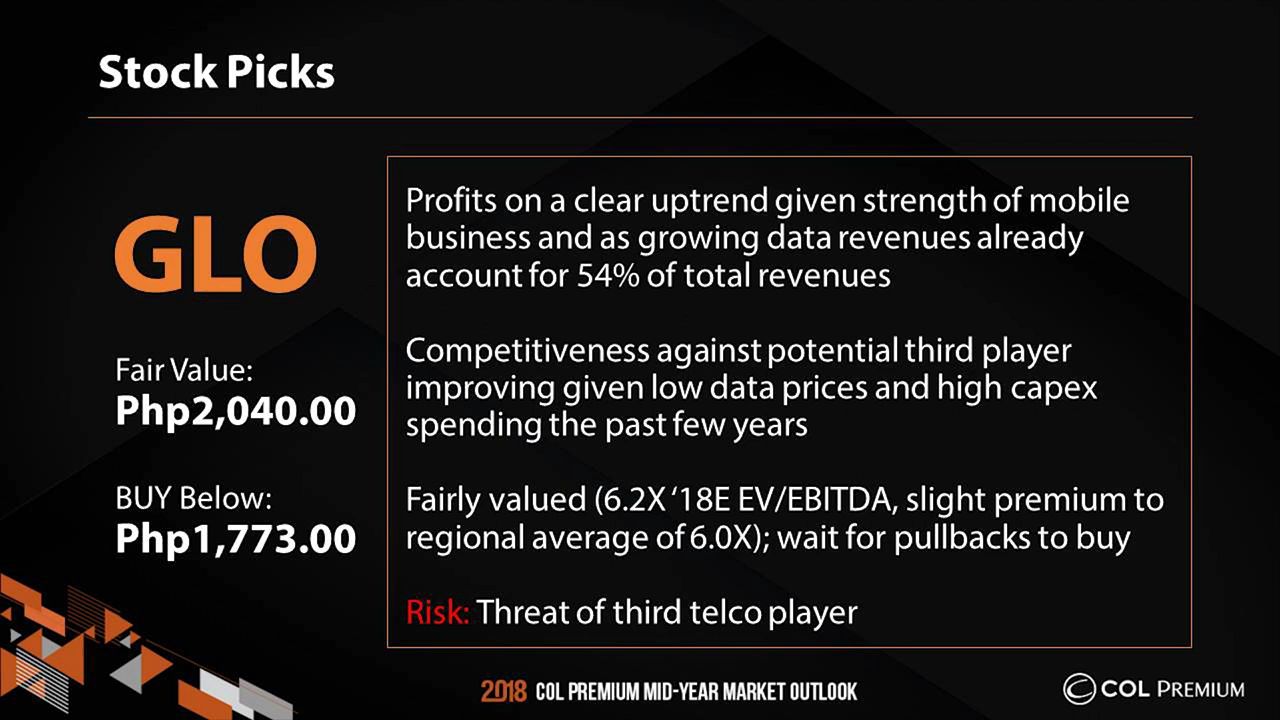 Stock Picks
GLO
Fair Value:
Php2,040.00
BUY Below:
Php1,773.00
Profits on a clear uptrend given strength of mobile
business and as growing data revenues already
account for 54% of total revenues
Competitiveness against potential third player
improving given low data prices and high capex
spending the past few years
Fairly valued (6.2X ‘18E EV/EBITDA, slight premium to
regional average of 6.0X); wait for pullbacks to buy
Risk: Threat of third telco player
2018 COL PREMIUM MID-YEAR MARKET OUTLOOK
COL PREMIUM